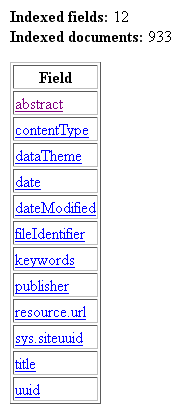 Indexed fields: 12
Indexed documents: 933
Field
abstract
contentType
dataTheme
date
dateModified
fileIdentifier
keywords
publisher
resource.url
sys.siteuuid
title
uuid